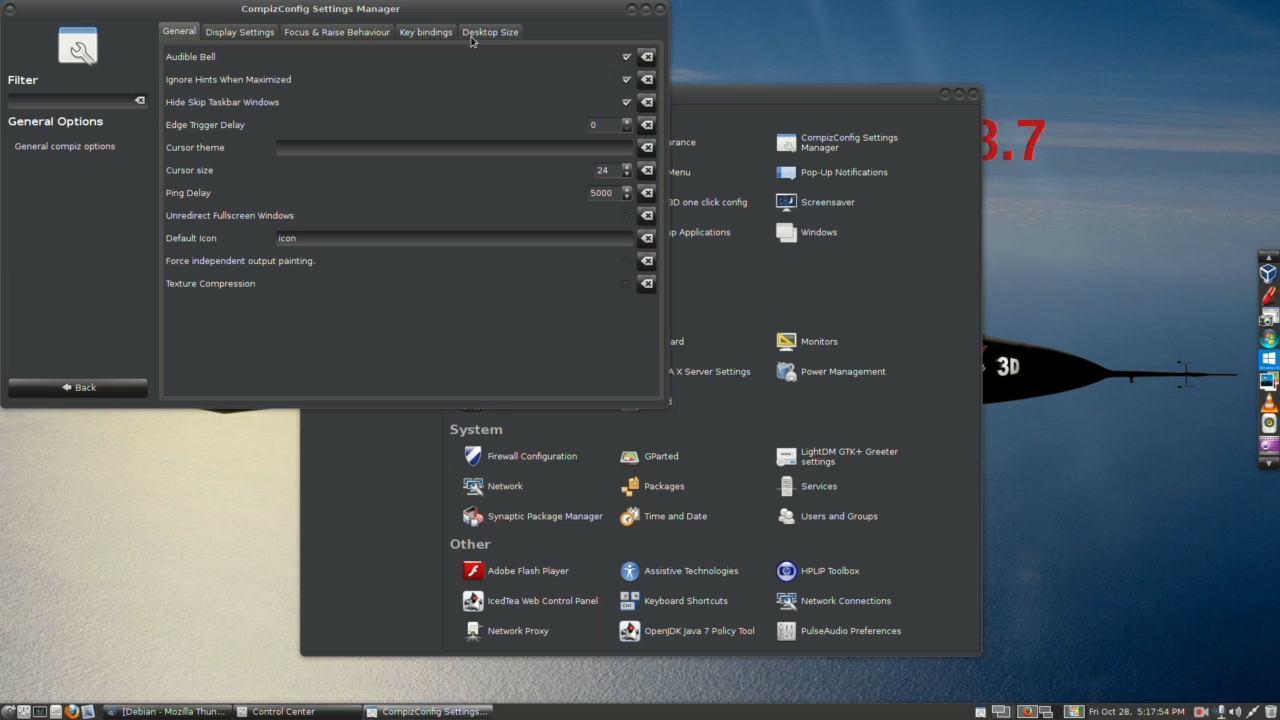 CompizConfig Settings Manager
General
Display Settings
Focus & Raise Behaviour
Key bindings
Desktop Size
Filter
General Options
General compiz options
Back
Audible Bell
Ignore Hints When Maximized
Hide Skip Taskbar Windows
Edge Trigger Delay 0
Cursor theme
Cursor size 24
Ping Delay 5000
Unredirect Fullscreen Windows
Default Icon icon
Force independent output painting.
Texture Compression
arance
CompizConfig Settings
Manager
Menu
Pop-Up Notifications
3D one click config
Screensaver
p Applications
Windows
ard
Monitors
A X Server Settings
Power Management
System
Firewall Configuration
GParted
LightDM GTK+ Greeter
settings
Network
Packages
Services
Synaptic Package Manager
Time and Date
Users and Groups
Other
Adobe Flash Player
Assistive Technologies
HPLIP Toolbox
IcedTea Web Control Panel
Keyboard Shortcuts
Network Connections
Network Proxy
OpenJDK Java 7 Policy Tool
PulseAudio Preferences
3.7
3D
[Debian - Mozilla Thun...
Control Center
CompizConfig Settings...
Fri Oct 28, 5:17:54 PM